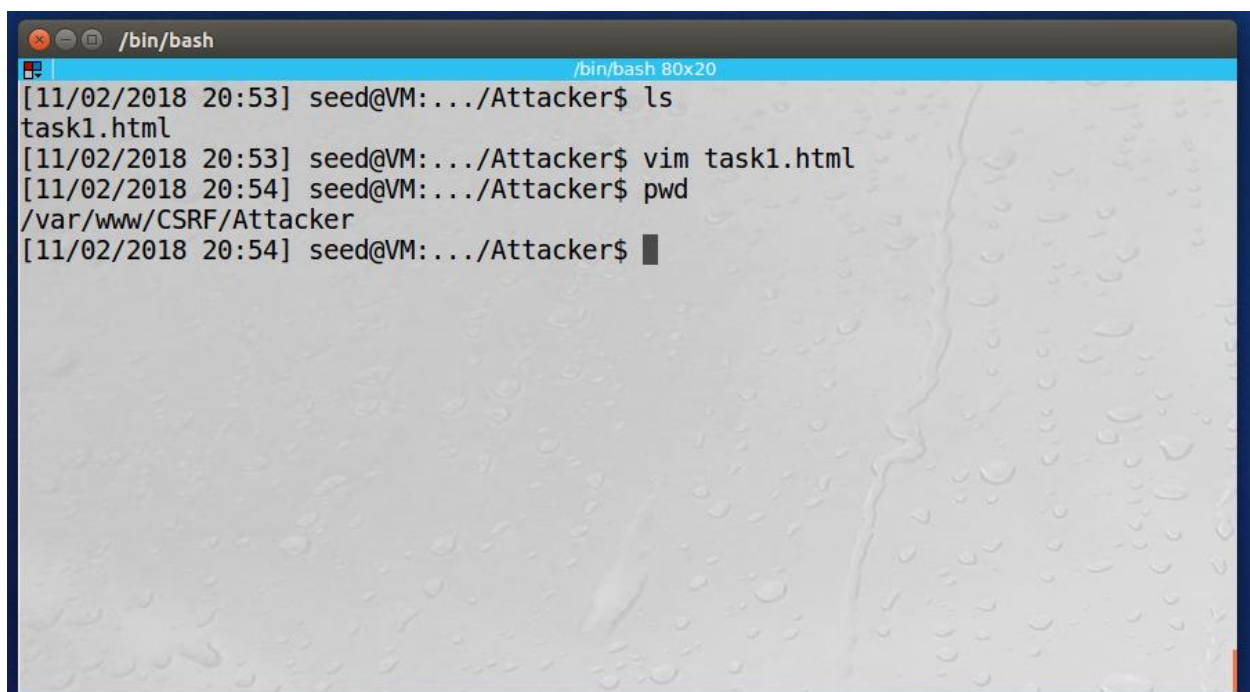 /bin/bash
/bin/bash 80x20
[11/02/2018 20:53] seed@VM:.../Attacker$ ls
task1.html
[11/02/2018 20:53] seed@VM:.../Attacker$ vim task1.html
[11/02/2018 20:54] seed@VM:.../Attacker$ pwd
/var/www/CSRF/Attacker
[11/02/2018 20:54] seed@VM:.../Attacker$